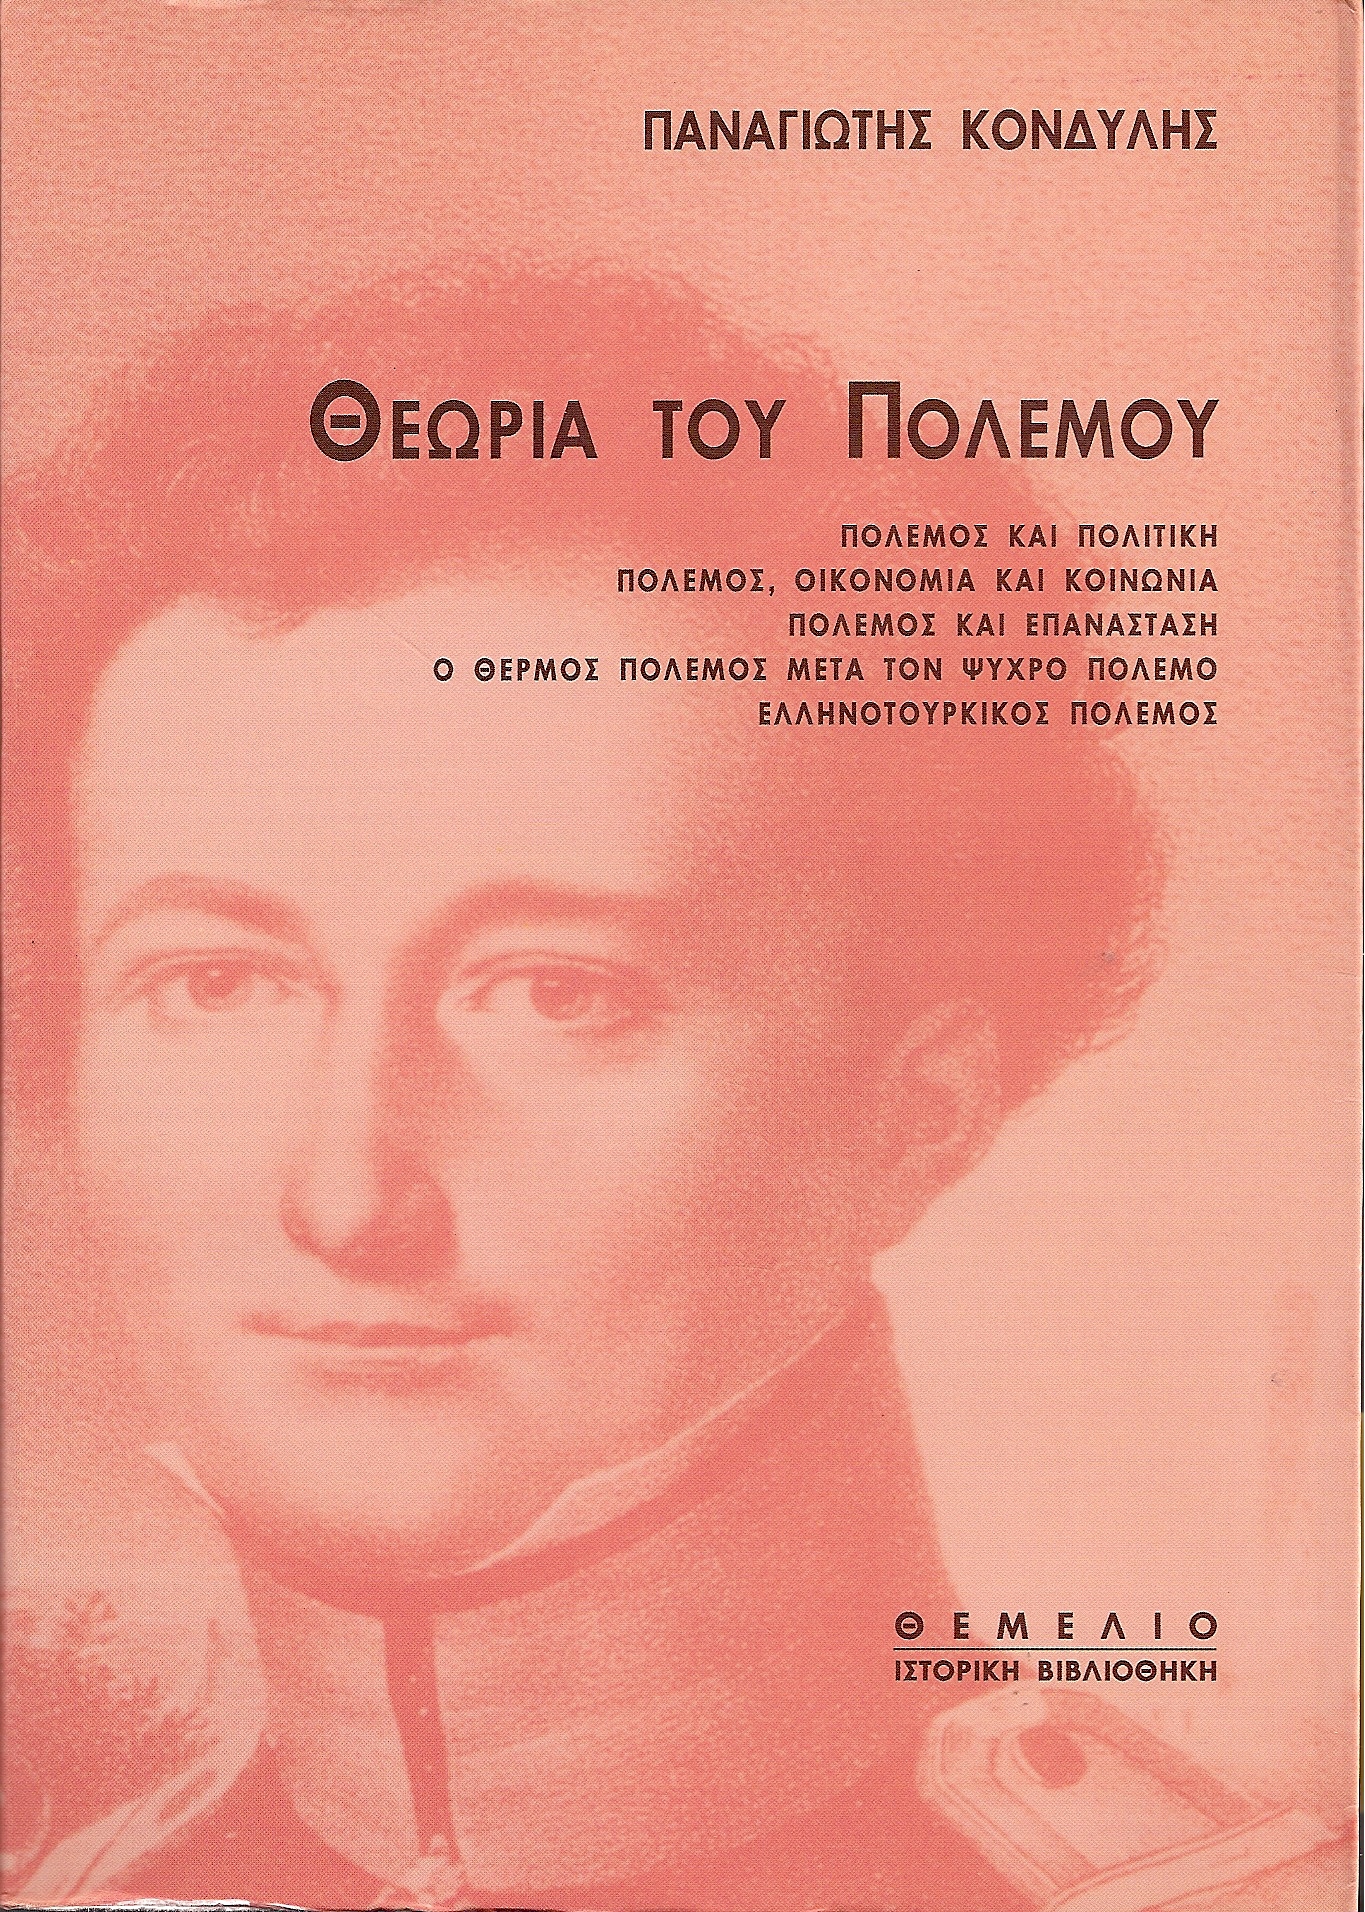 ΠΑΝΑΓΙΩΤΗΣ ΚΟΝΔΥΛΗΣ
ΘΕΩΡΙΑ ΤΟΥ ΠΟΛΕΜΟΥ
ΠΟΛΕΜΟΣ ΚΑΙ ΠΟΛΙΤΙΚΗ
ΠΟΛΕΜΟΣ, ΟΙΚΟΝΟΜΙΑ ΚΑΙ ΚΟΙΝΩΝΙΑ
ΠΟΛΕΜΟΣ ΚΑΙ ΕΠΑΝΑΣΤΑΣΗ
Ο ΘΕΡΜΟΣ ΠΟΛΕΜΟΣ ΜΕΤΑ ΤΟΝ ΨΥΧΡΟ ΠΟΛΕΜΟ
ΕΛΛΗΝΟΤΟΥΡΚΙΚΟΣ ΠΟΛΕΜΟΣ
ΘΕΜΕΛΙΟ
ΙΣΤΟΡΙΚΗ ΒΙΒΛΙΟΘΗΚΗ